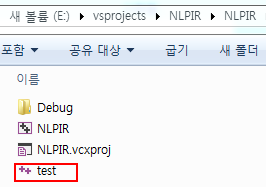 새 볼륨 (E:) ▸ vsprojects ▸ NLPIR ▸ NLPIR ▸
포함 ▾ 공유 대상 ▾ 굽기 새 폴더
이름
Debug
NLPIR
NLPIR.vcxproj
test